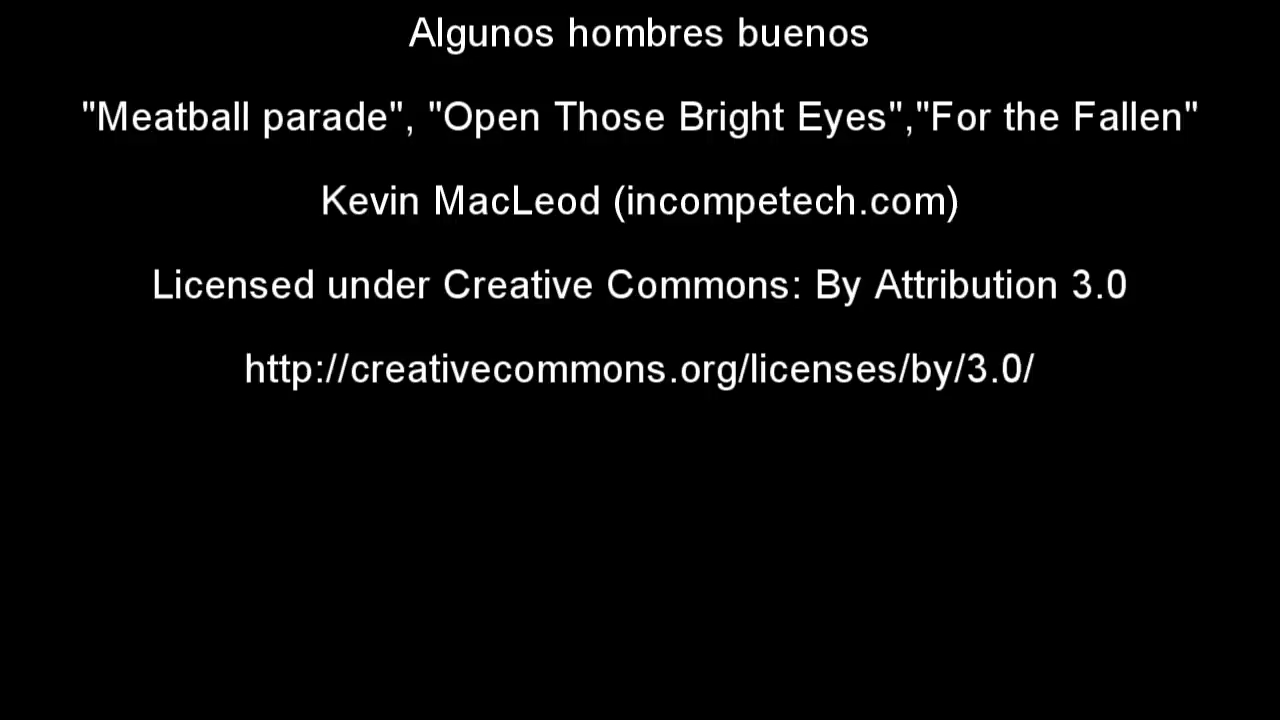 Algunos hombres buenos
"Meatball parade", "Open Those Bright Eyes","For the Fallen"
Kevin MacLeod (incompetech.com)
Licensed under Creative Commons: By Attribution 3.0
http://creativecommons.org/licenses/by/3.0/